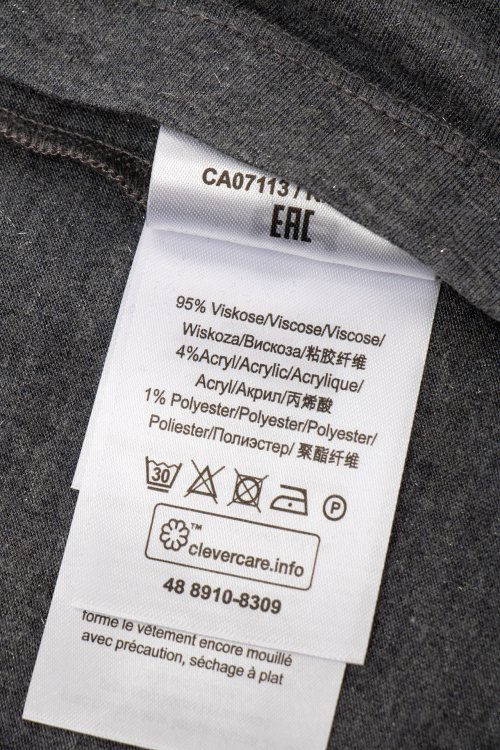 CA07113 /
EAC
95% Viskose/Viscose/Viscose/
Wiskoza/Вискоза/粘胶纤维
4%Acryl/Acrylic/Acrylique/
Acryl/Акрил/丙烯酸
1% Polyester/Polyester/Polyester/
Poliester/Полиэстер/ 聚酯纤维
30
P
™
clevercare.info
48 8910-8309
forme le vêtement encore mouillé
avec précaution, séchage à plat